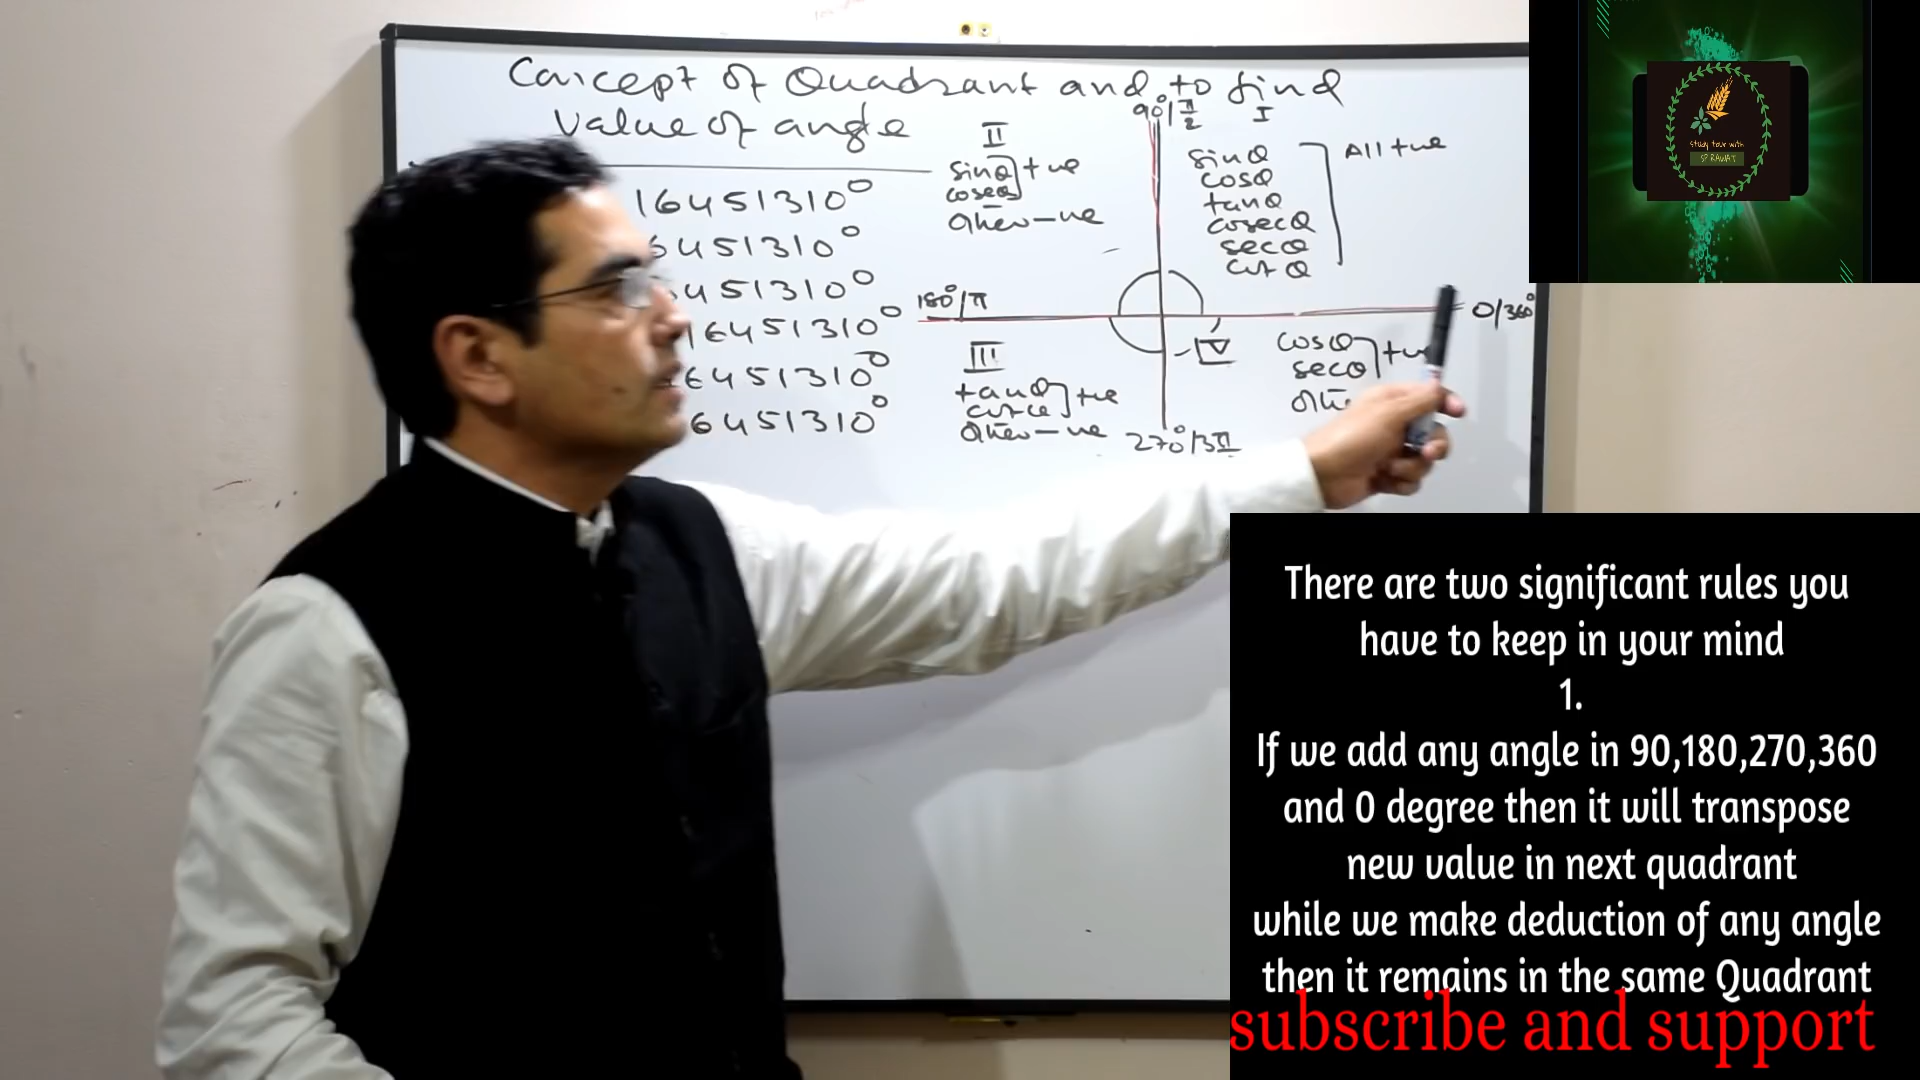 Concept of Quadrant and to find
Value of angle
16451310°
6451310°
451310°
16451310°
6451310°
6451310°
II
sinθ
cosecθ
+ve
other -ve
90°/π/2
I
sinθ
cosθ
tanθ
cosecθ
secθ
cotθ
All +ve
180°/π
0/360°
III
tanθ
cotθ
+ve
other -ve
270°/3π
IV
cosθ
secθ
study tour with
SP RAWAT
There are two significant rules you
have to keep in your mind
1.
If we add any angle in 90,180,270,360
and 0 degree then it will transpose
new value in next quadrant
while we make deduction of any angle
then it remains in the same Quadrant
subscribe and support